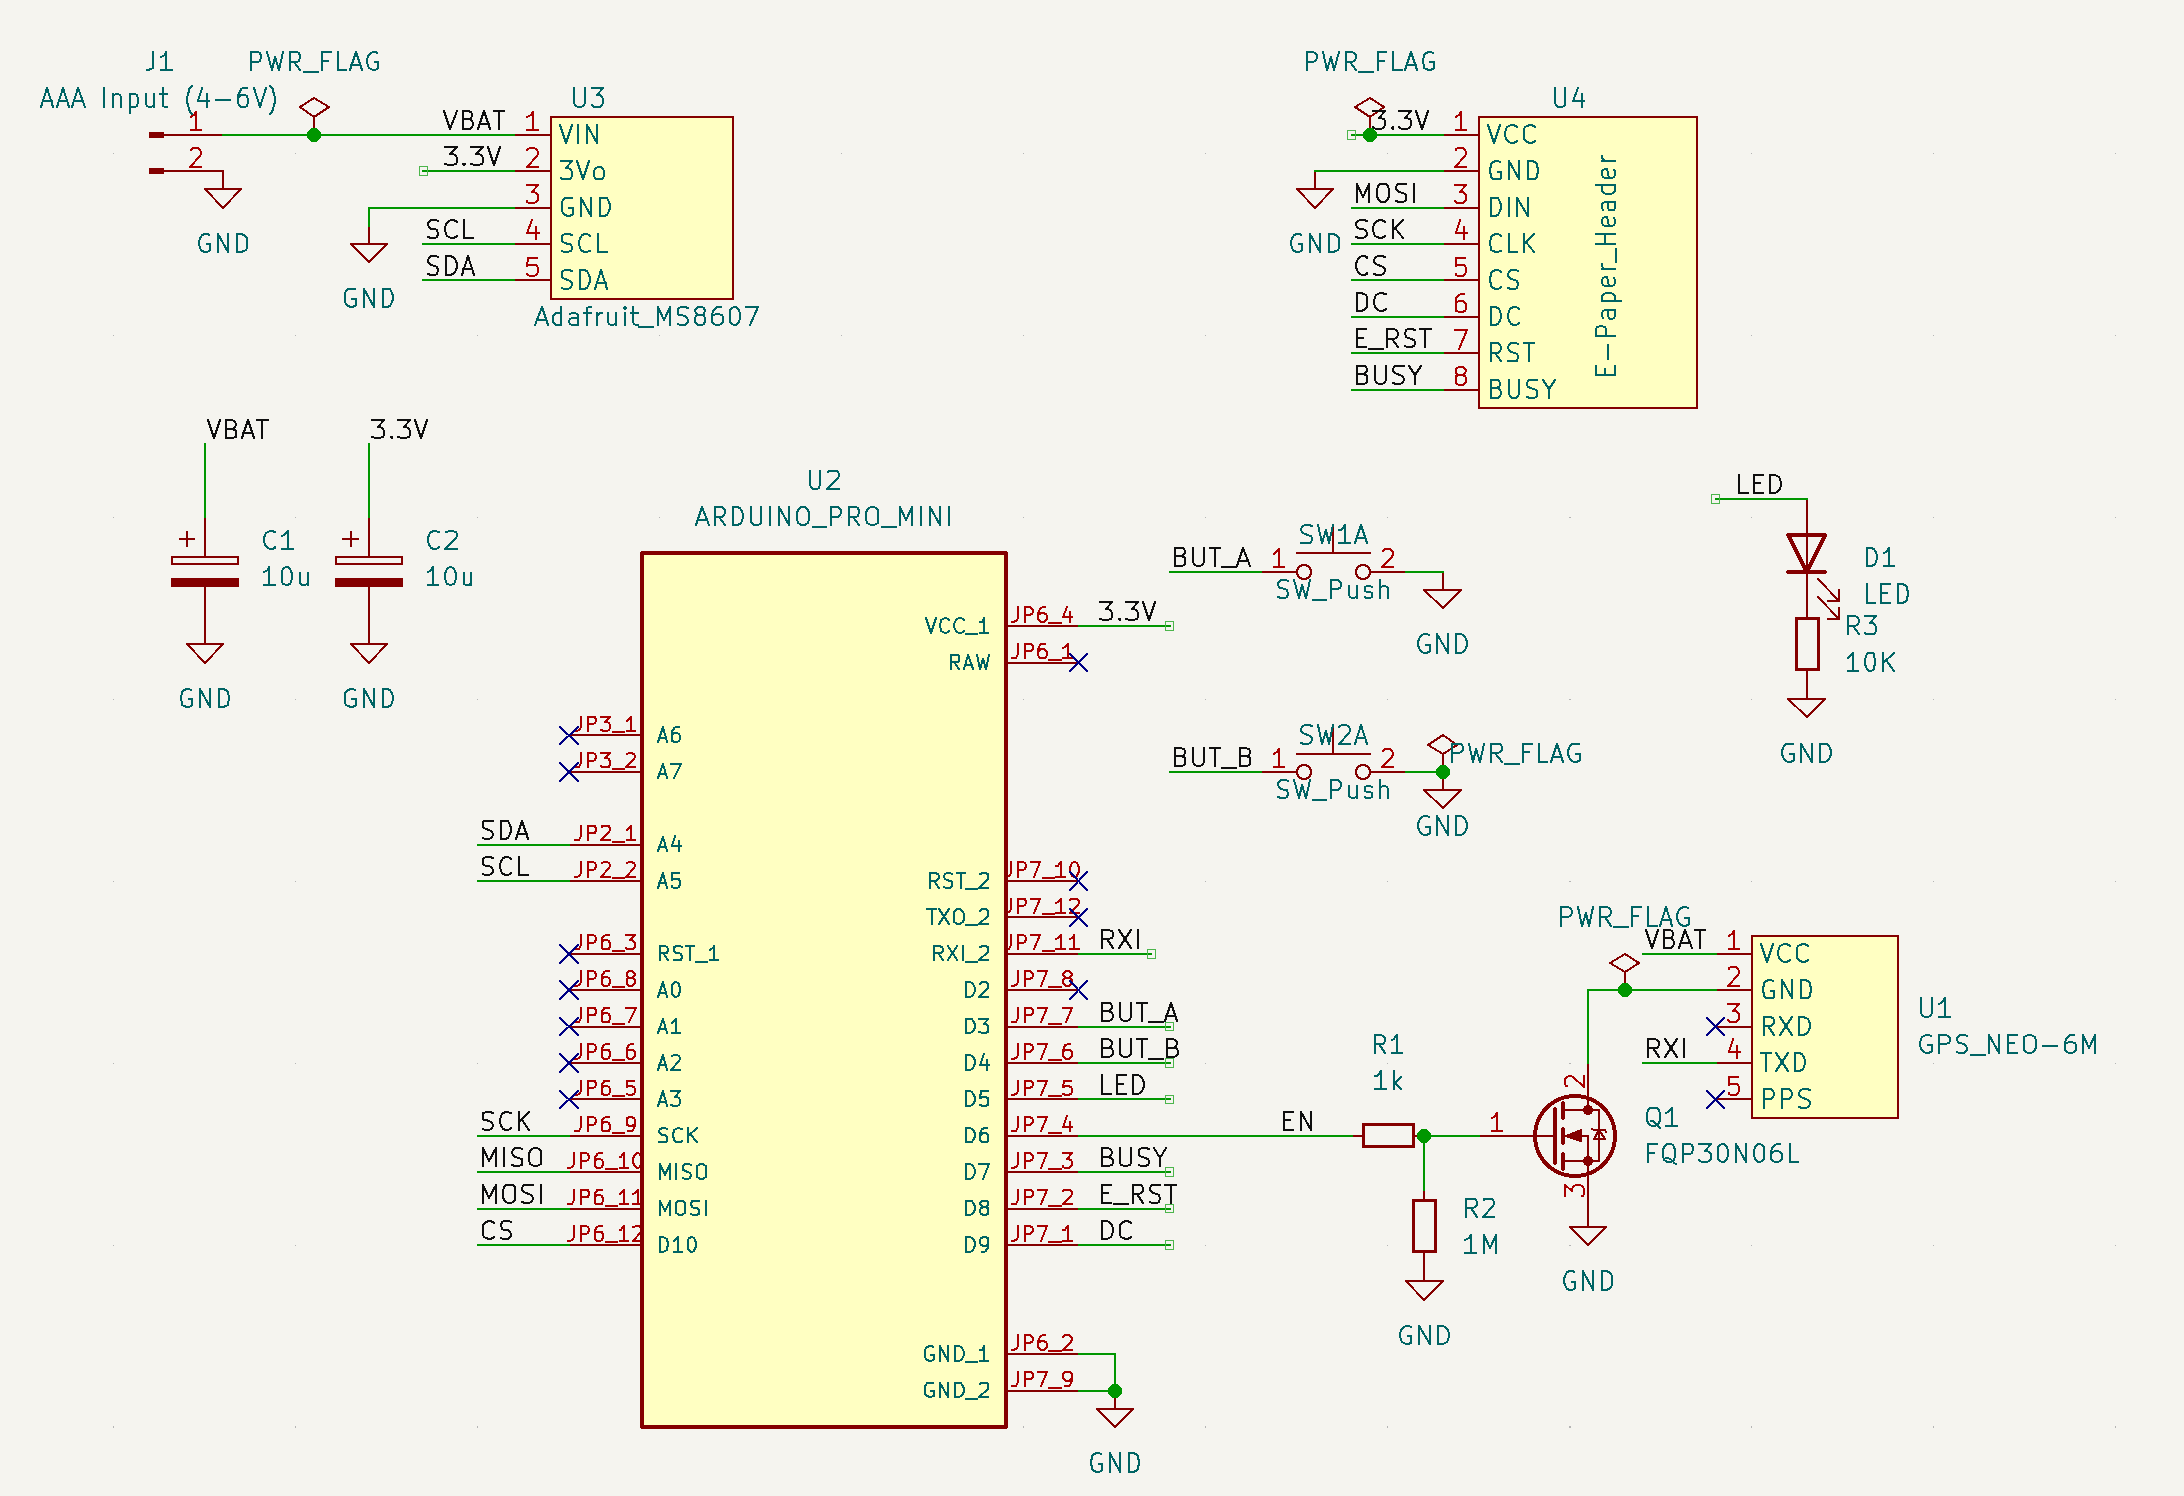 J1
AAA Input (4-6V)
1
2
GND
PWR_FLAG
U3
VBAT 1 VIN
3.3V 2 3Vo
3 GND
SCL 4 SCL
SDA 5 SDA
GND
Adafruit_MS8607
PWR_FLAG
U4
3.3V 1 VCC
2 GND
MOSI 3 DIN
SCK 4 CLK
CS 5 CS
DC 6 DC
E_RST 7 RST
BUSY 8 BUSY
GND
E-Paper_Header
VBAT
+
C1
10u
GND
3.3V
+
C2
10u
GND
U2
ARDUINO_PRO_MINI
JP3_1 A6
JP3_2 A7
SDA JP2_1 A4
SCL JP2_2 A5
JP6_3 RST_1
JP6_8 A0
JP6_7 A1
JP6_6 A2
JP6_5 A3
SCK JP6_9 SCK
MISO JP6_10 MISO
MOSI JP6_11 MOSI
CS JP6_12 D10
VCC_1 JP6_4 3.3V
RAW JP6_1
RST_2 JP7_10
TXO_2 JP7_12
RXI_2 JP7_11 RXI
D2 JP7_8
D3 JP7_7 BUT_A
D4 JP7_6 BUT_B
D5 JP7_5 LED
D6 JP7_4 EN
D7 JP7_3 BUSY
D8 JP7_2 E_RST
D9 JP7_1 DC
GND_1 JP6_2
GND_2 JP7_9
GND
SW1A
BUT_A 1 2
SW_Push
GND
SW2A
BUT_B 1 2
SW_Push
PWR_FLAG
GND
LED
D1
LED
R3
10K
GND
R1
1k
R2
1M
GND
1
2
3
Q1
FQP30N06L
GND
PWR_FLAG
VBAT 1 VCC
2 GND
3 RXD
RXI 4 TXD
5 PPS
U1
GPS_NEO-6M